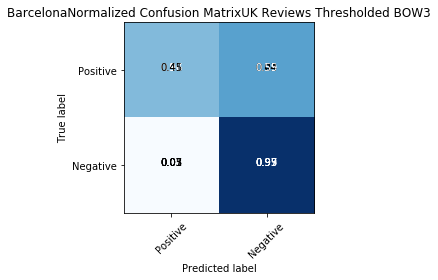 BarcelonaNormalized Confusion MatrixUK Reviews Thresholded BOW3
Positive
Negative
True label
Positive
Negative
Predicted label